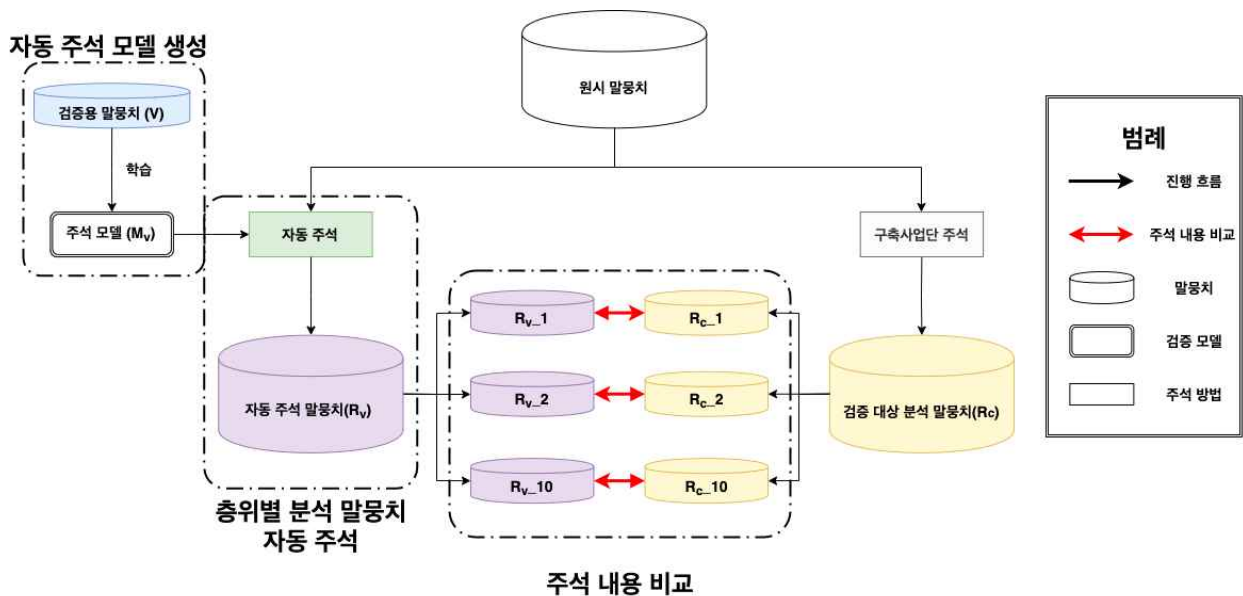 자동 주석 모델 생성
검증용 말뭉치 (V)
학습
주석 모델 (Mv)
원시 말뭉치
자동 주석
구축사업단 주석
자동 주석 말뭉치(Rv)
Rv_1
Rc_1
Rv_2
Rc_2
Rv_10
Rc_10
검증 대상 분석 말뭉치(Rc)
층위별 분석 말뭉치
자동 주석
주석 내용 비교
범례
진행 흐름
주석 내용 비교
말뭉치
검증 모델
주석 방법